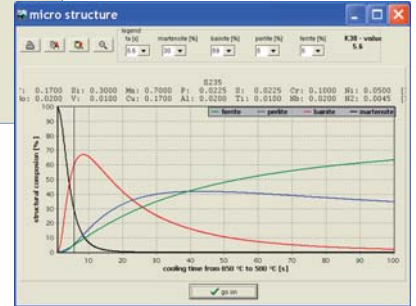 micro structure
legend
ta [s] martensite [%] bainite [%] perlite [%] ferrite [%] K30 - value
5.6 30 59 5 5 5.6
S235
0.1700 Si: 0.3000 Mn: 0.7000 P: 0.0225 S: 0.0225 Cr: 0.1000 Ni: 0.0500
0.0200 V: 0.0100 Cu: 0.1700 Al: 0.0200 Ti: 0.0100 Nb: 0.0200 N2: 0.0045
ferrite perlite bainite martensite
structural composion [%]
100
90
80
70
60
50
40
30
20
10
0
10 20 30 40 50 60 70 80 90 100
cooling time from 850 °C to 500 °C [s]
go on